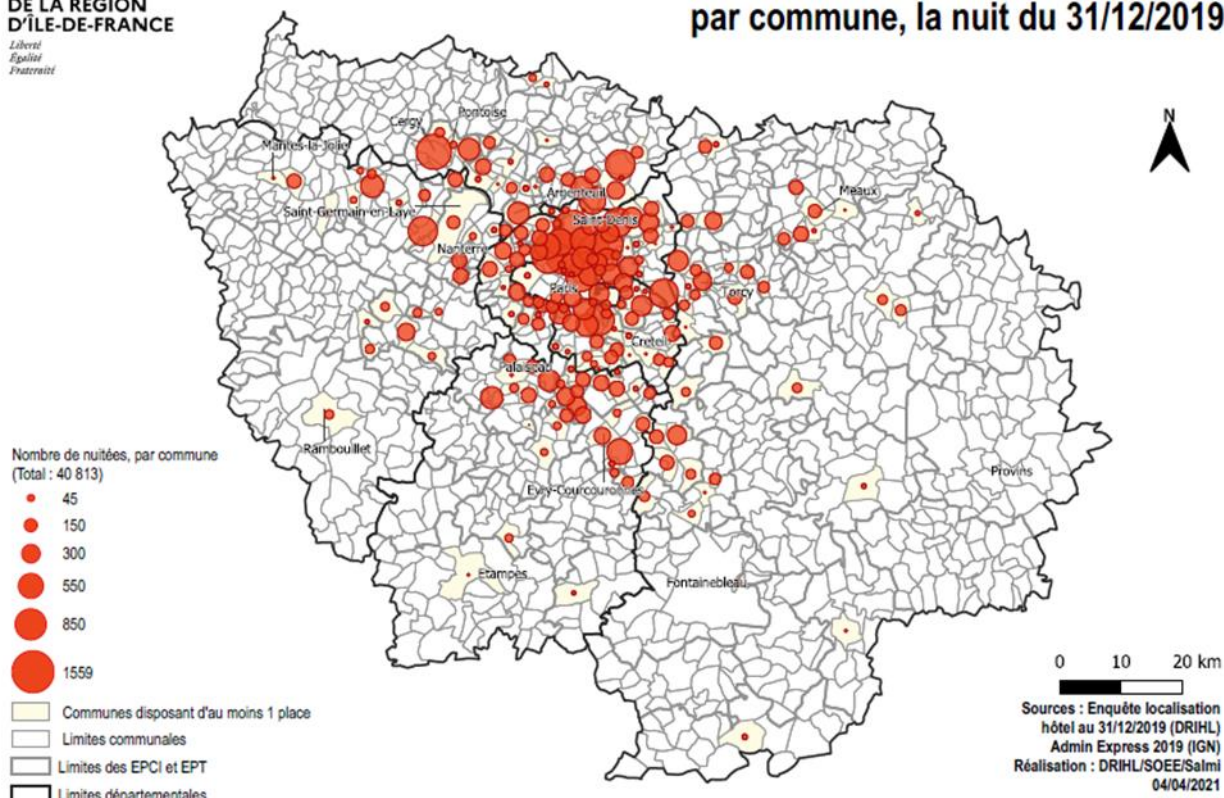 DE LA RÉGION
D'ÎLE-DE-FRANCE
Liberté
Égalité
Fraternité
par commune, la nuit du 31/12/2019
N
Pontoise
Cergy
Mantes-la-Jolie
Meaux
Argenteuil
Saint-Germain-en-Laye
Saint-Denis
Nanterre
Paris
Torcy
Créteil
Palaiseau
Rambouillet
Provins
Evry-Courcouronnes
Etampes
Fontainebleau
Nombre de nuitées, par commune
(Total : 40 813)
45
150
300
550
850
1559
Communes disposant d'au moins 1 place
Limites communales
Limites des EPCI et EPT
Limites départementales
0 10 20 km
Sources : Enquête localisation
hôtel au 31/12/2019 (DRIHL)
Admin Express 2019 (IGN)
Réalisation : DRIHL/SOEE/Salmi
04/04/2021